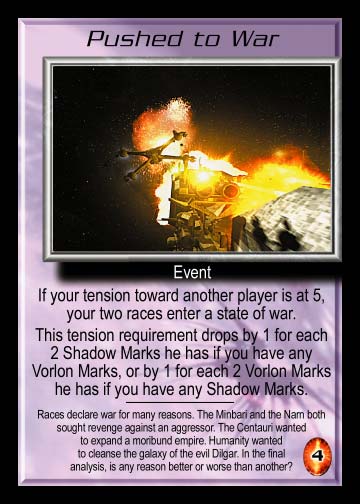 Pushed to War
Event
If your tension toward another player is at 5,
your two races enter a state of war.
This tension requirement drops by 1 for each
2 Shadow Marks he has if you have any
Vorlon Marks, or by 1 for each 2 Vorlon Marks
he has if you have any Shadow Marks.
Races declare war for many reasons. The Minbari and the Narn both
sought revenge against an aggressor. The Centauri wanted
to expand a moribund empire. Humanity wanted
to cleanse the galaxy of the evil Dilgar. In the final
analysis, is any reason better or worse than another?
4